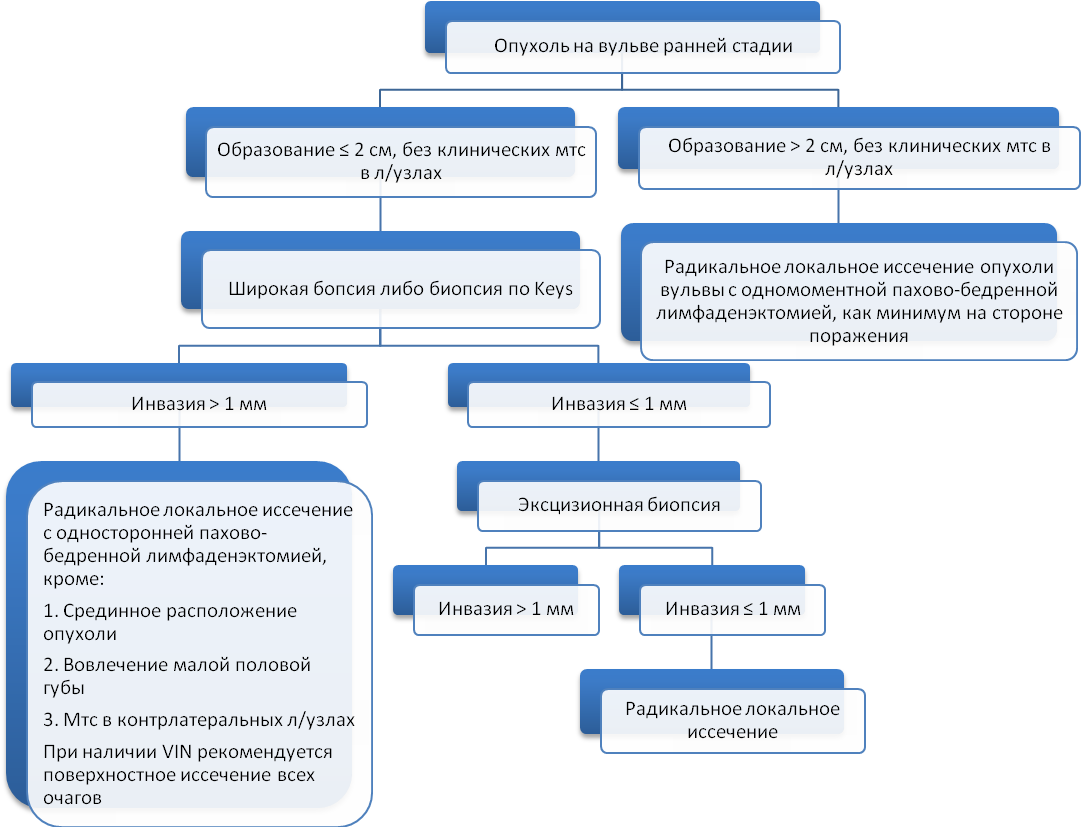 Опухоль на вульве ранней стадии
Образование ≤ 2 см, без клинических мтс
в л/узлах
Образование > 2 см, без клинических мтс в
л/узлах
Широкая бопсия либо биопсия по Keys
Радикальное локальное иссечение опухоли
вульвы с одномоментной пахово-бедренной
лимфаденэктомией, как минимум на стороне
поражения
Инвазия > 1 мм
Инвазия ≤ 1 мм
Радикальное локальное иссечение
с односторонней пахово-
бедренной лимфаденэктомией,
кроме:
1. Срединное расположение
опухоли
2. Вовлечение малой половой
губы
3. Мтс в контрлатеральных л/узлах
При наличии VIN рекомендуется
поверхностное иссечение всех
очагов
Эксцизионная биопсия
Инвазия > 1 мм
Инвазия ≤ 1 мм
Радикальное локальное
иссечение